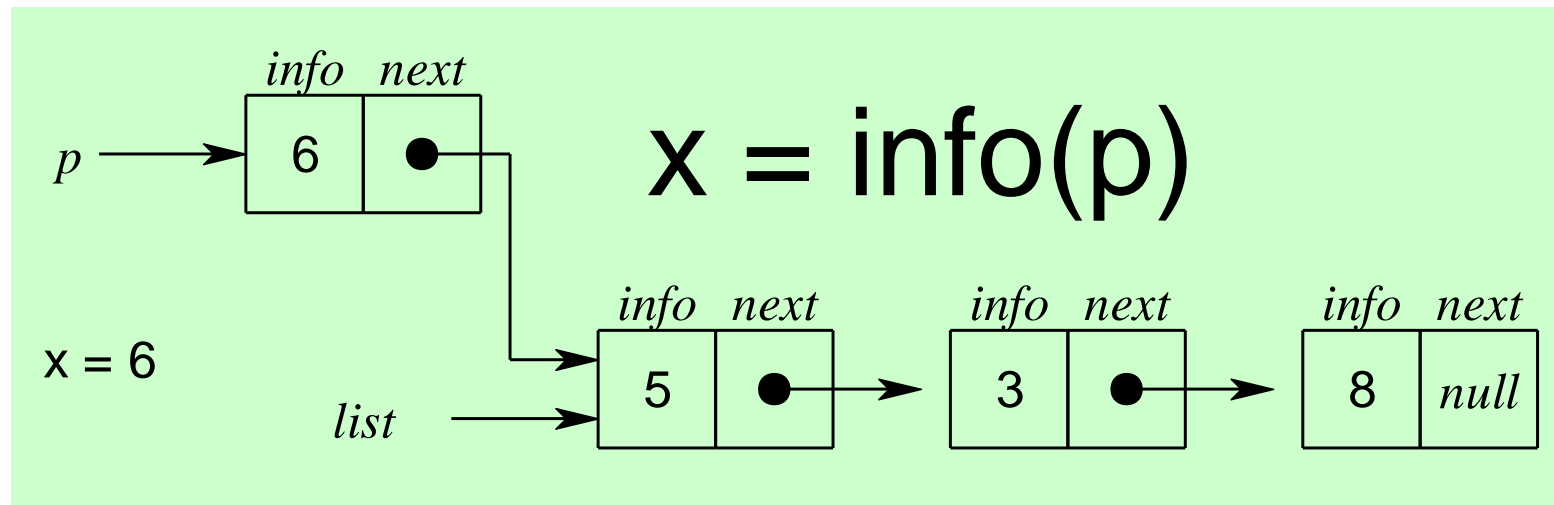 info next
p 6 x = info(p)
info next info next info next
x = 6 5 3 8 null
list